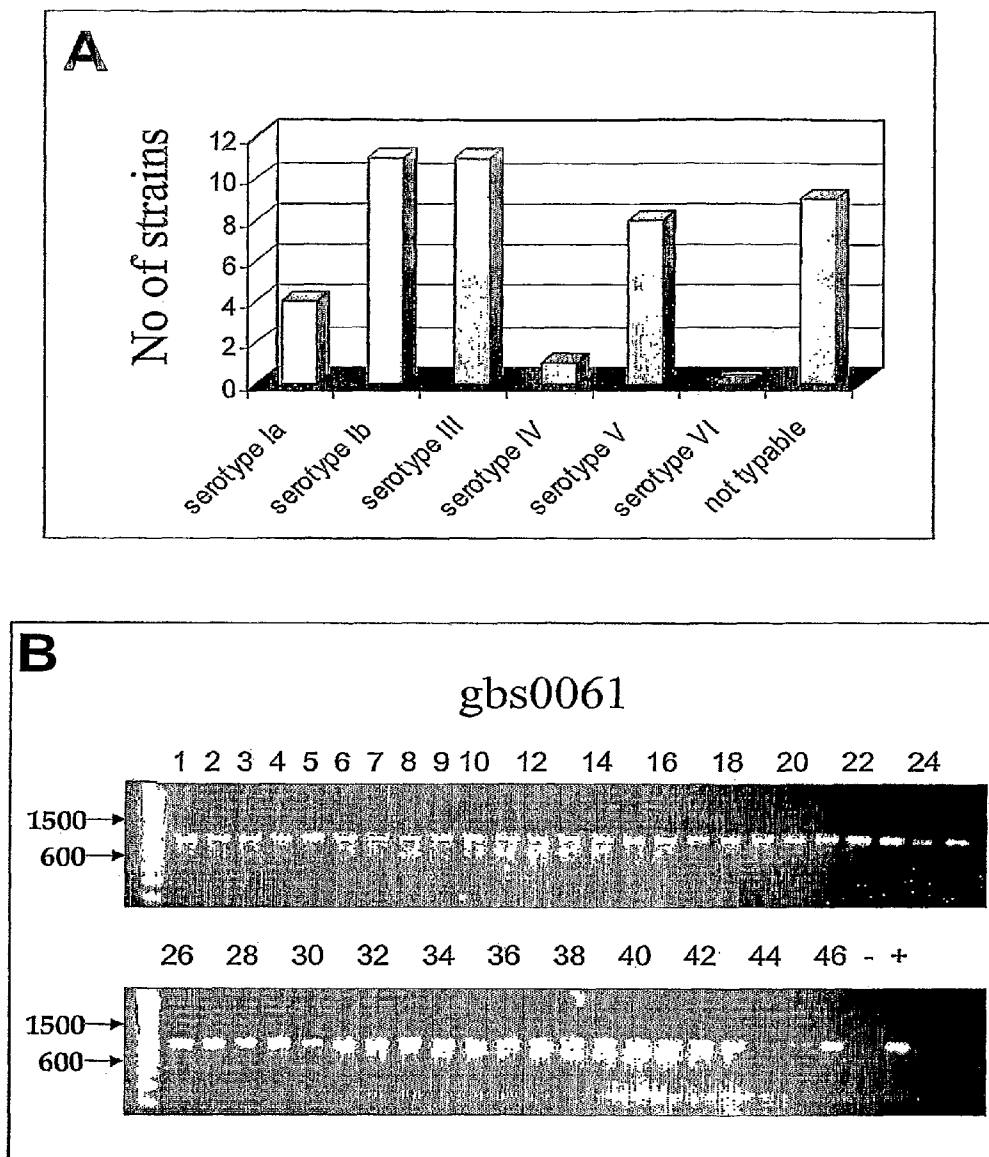 A
No of strains
12
10
8
6
4
2
0
serotype Ia
serotype Ib
serotype III
serotype IV
serotype V
serotype VI
not typable
B
gbs0061
1 2 3 4 5 6 7 8 9 10 12 14 16 18 20 22 24
1500
600
26 28 30 32 34 36 38 40 42 44 46 - +
1500
600